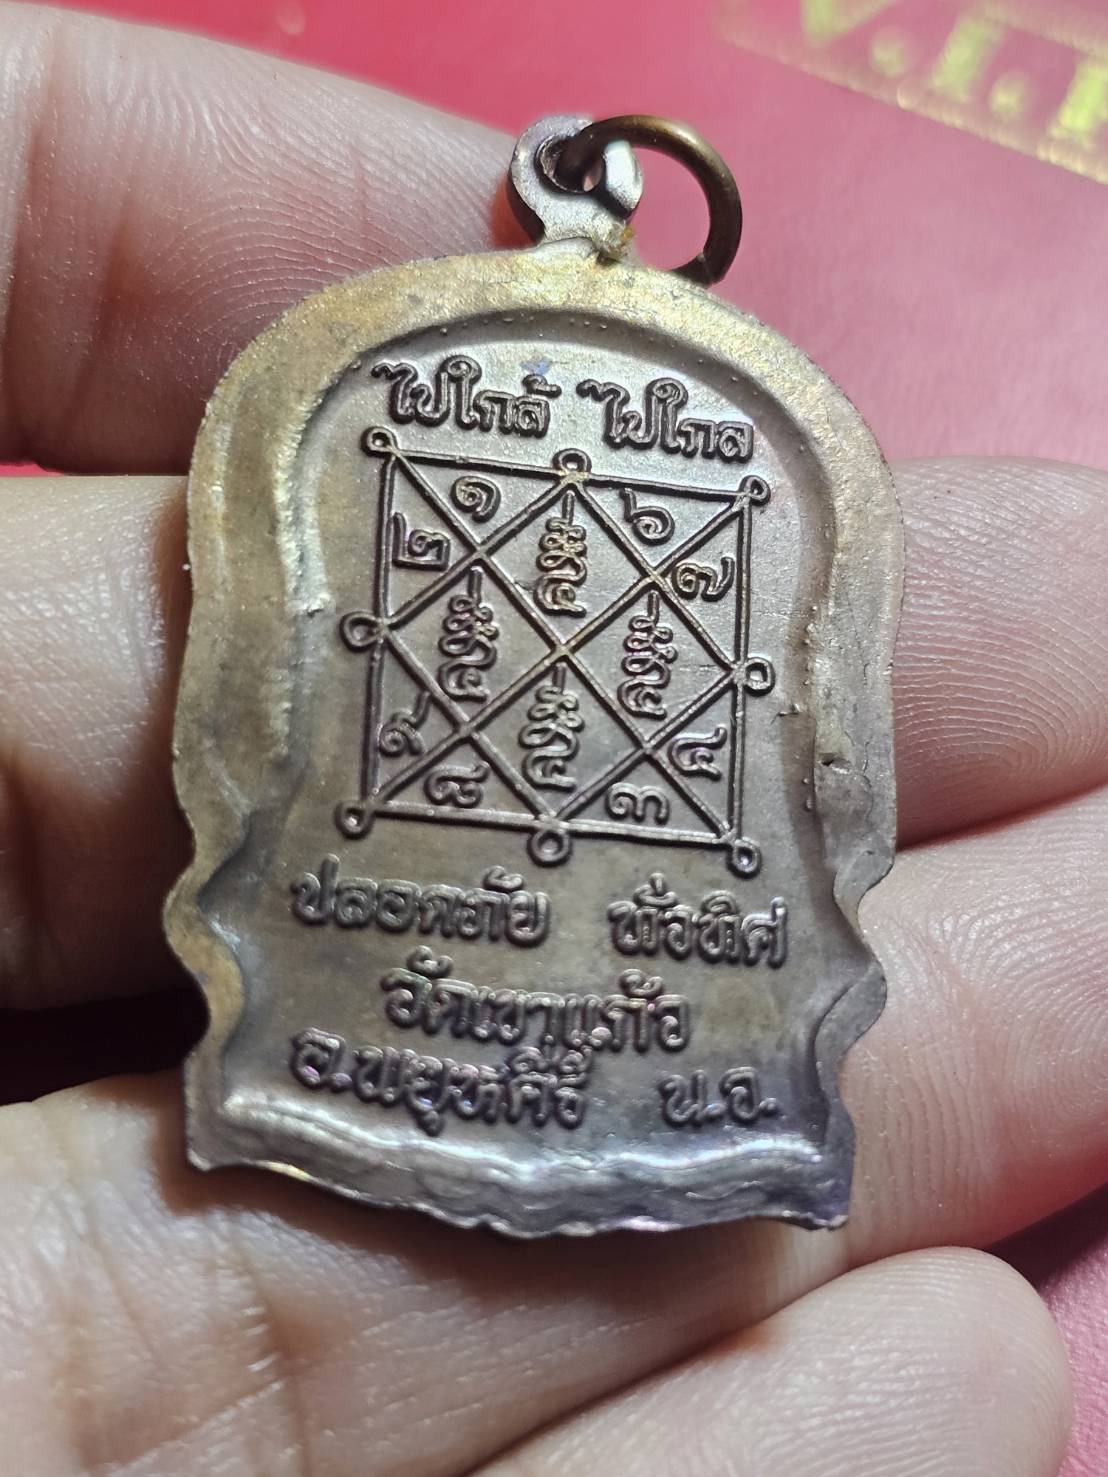 V.I.P
ไปใกล้ ไปใกล
๑ ๖
๒ ๗
๙ ๔
๘ ๓
ปลอดภัย ทั่วทิศ
วัดเขาแก้ว
อ.พยุหคีรี น.ว.